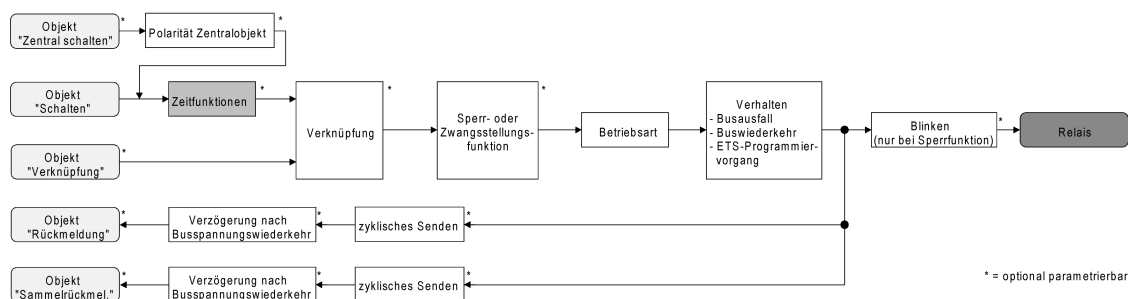 Objekt
"Zentral schalten"
*
Polarität Zentralobjekt
*
Objekt
"Schalten"
Zeitfunktionen
*
Verknüpfung
*
Sperr- oder
Zwangsstellungs-
funktion
*
Betriebsart
Verhalten
- Busausfall
- Buswiederkehr
- ETS-Programmier-
vorgang
Blinken
(nur bei Sperrfunktion)
*
Relais
Objekt
"Verknüpfung"
*
Objekt
"Rückmeldung"
*
Verzögerung nach
Busspannungswiederkehr
*
zyklisches Senden
*
Objekt
"Sammelrückmel."
*
Verzögerung nach
Busspannungswiederkehr
*
zyklisches Senden
*
* = optional parametrierbar